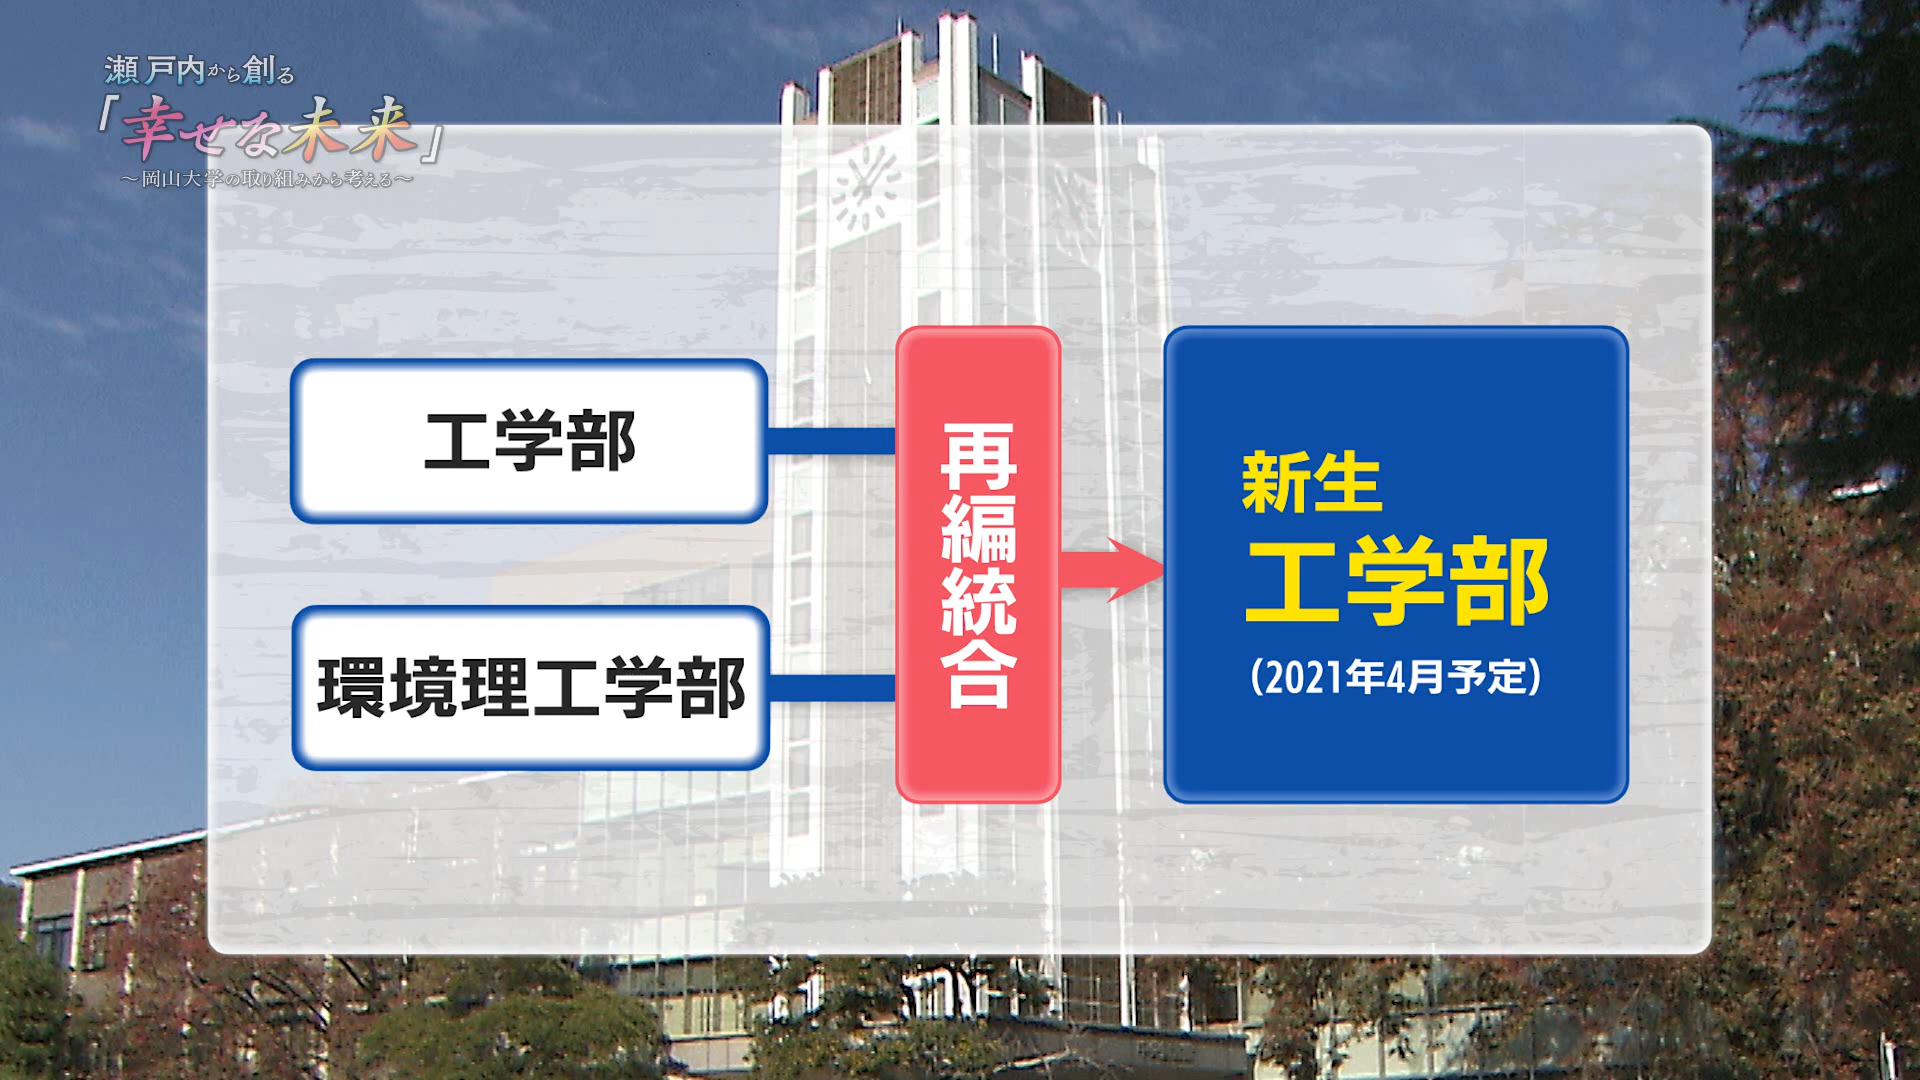 瀬戸内から創る
「幸せな未来」
～岡山大学の取り組みから考える～
工学部
環境理工学部
再編統合
新生
工学部
（2021年4月予定）